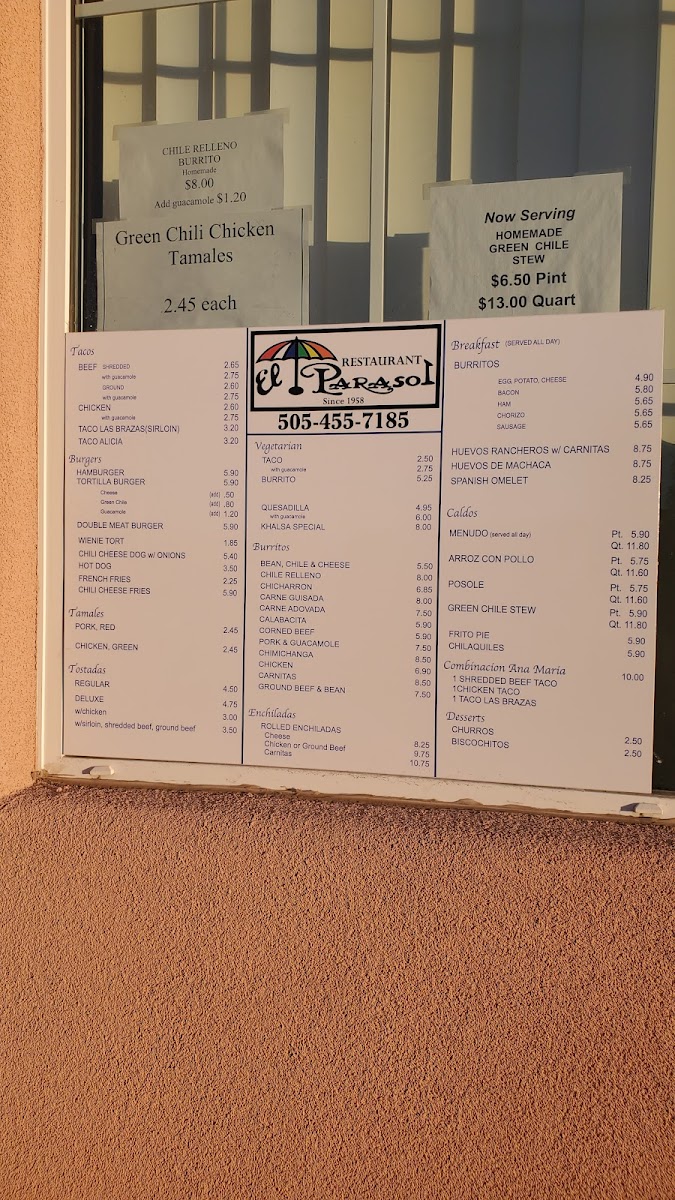 CHILE RELLENO
BURRITO
Homemade
$8.00
Add guacamole $1.20
Green Chili Chicken
Tamales
2.45 each
Now Serving
HOMEMADE
GREEN CHILE
STEW
$6.50 Pint
$13.00 Quart
Tacos
BEEF SHREDDED 2.65
with guacamole 2.75
GROUND 2.60
with guacamole 2.75
CHICKEN 2.60
with guacamole 2.75
TACO LAS BRAZAS(SIRLOIN) 3.20
TACO ALICIA 3.20
Burgers
HAMBURGER 5.90
TORTILLA BURGER 5.90
Cheese (add) .50
Green Chile (add) .80
Guacamole (add) 1.20
DOUBLE MEAT BURGER 5.90
WIENIE TORT 1.85
CHILI CHEESE DOG w/ ONIONS 5.40
HOT DOG 3.50
FRENCH FRIES 2.25
CHILI CHEESE FRIES 5.90
Tamales
PORK, RED 2.45
CHICKEN, GREEN 2.45
Tostadas
REGULAR 4.50
DELUXE 4.75
w/chicken 3.00
w/sirloin, shredded beef, ground beef 3.50
El Parasol
RESTAURANT
Since 1958
505-455-7185
Vegetarian
TACO 2.50
with guacamole 2.75
BURRITO 5.25
QUESADILLA 4.95
with guacamole 6.00
KHALSA SPECIAL 8.00
Burritos
BEAN, CHILE & CHEESE 5.50
CHILE RELLENO 8.00
CHICHARRON 6.85
CARNE GUISADA 8.00
CARNE ADOVADA 7.50
CALABACITA 5.90
CORNED BEEF 5.90
PORK & GUACAMOLE 7.50
CHIMICHANGA 8.50
CHICKEN 6.90
CARNITAS 8.50
GROUND BEEF & BEAN 7.50
Enchiladas
ROLLED ENCHILADAS
Cheese 8.25
Chicken or Ground Beef 9.75
Carnitas 10.75
Breakfast (SERVED ALL DAY)
BURRITOS
EGG, POTATO, CHEESE 4.90
BACON 5.80
HAM 5.65
CHORIZO 5.65
SAUSAGE 5.65
HUEVOS RANCHEROS w/ CARNITAS 8.75
HUEVOS DE MACHACA 8.75
SPANISH OMELET 8.25
Caldos
MENUDO (served all day) Pt. 5.90
Qt. 11.80
ARROZ CON POLLO Pt. 5.75
Qt. 11.60
POSOLE Pt. 5.75
Qt. 11.60
GREEN CHILE STEW Pt. 5.90
Qt. 11.80
FRITO PIE 5.90
CHILAQUILES 5.90
Combinacion Ana Maria 10.00
1 SHREDDED BEEF TACO
1CHICKEN TACO
1 TACO LAS BRAZAS
Desserts
CHURROS 2.50
BISCOCHITOS 2.50